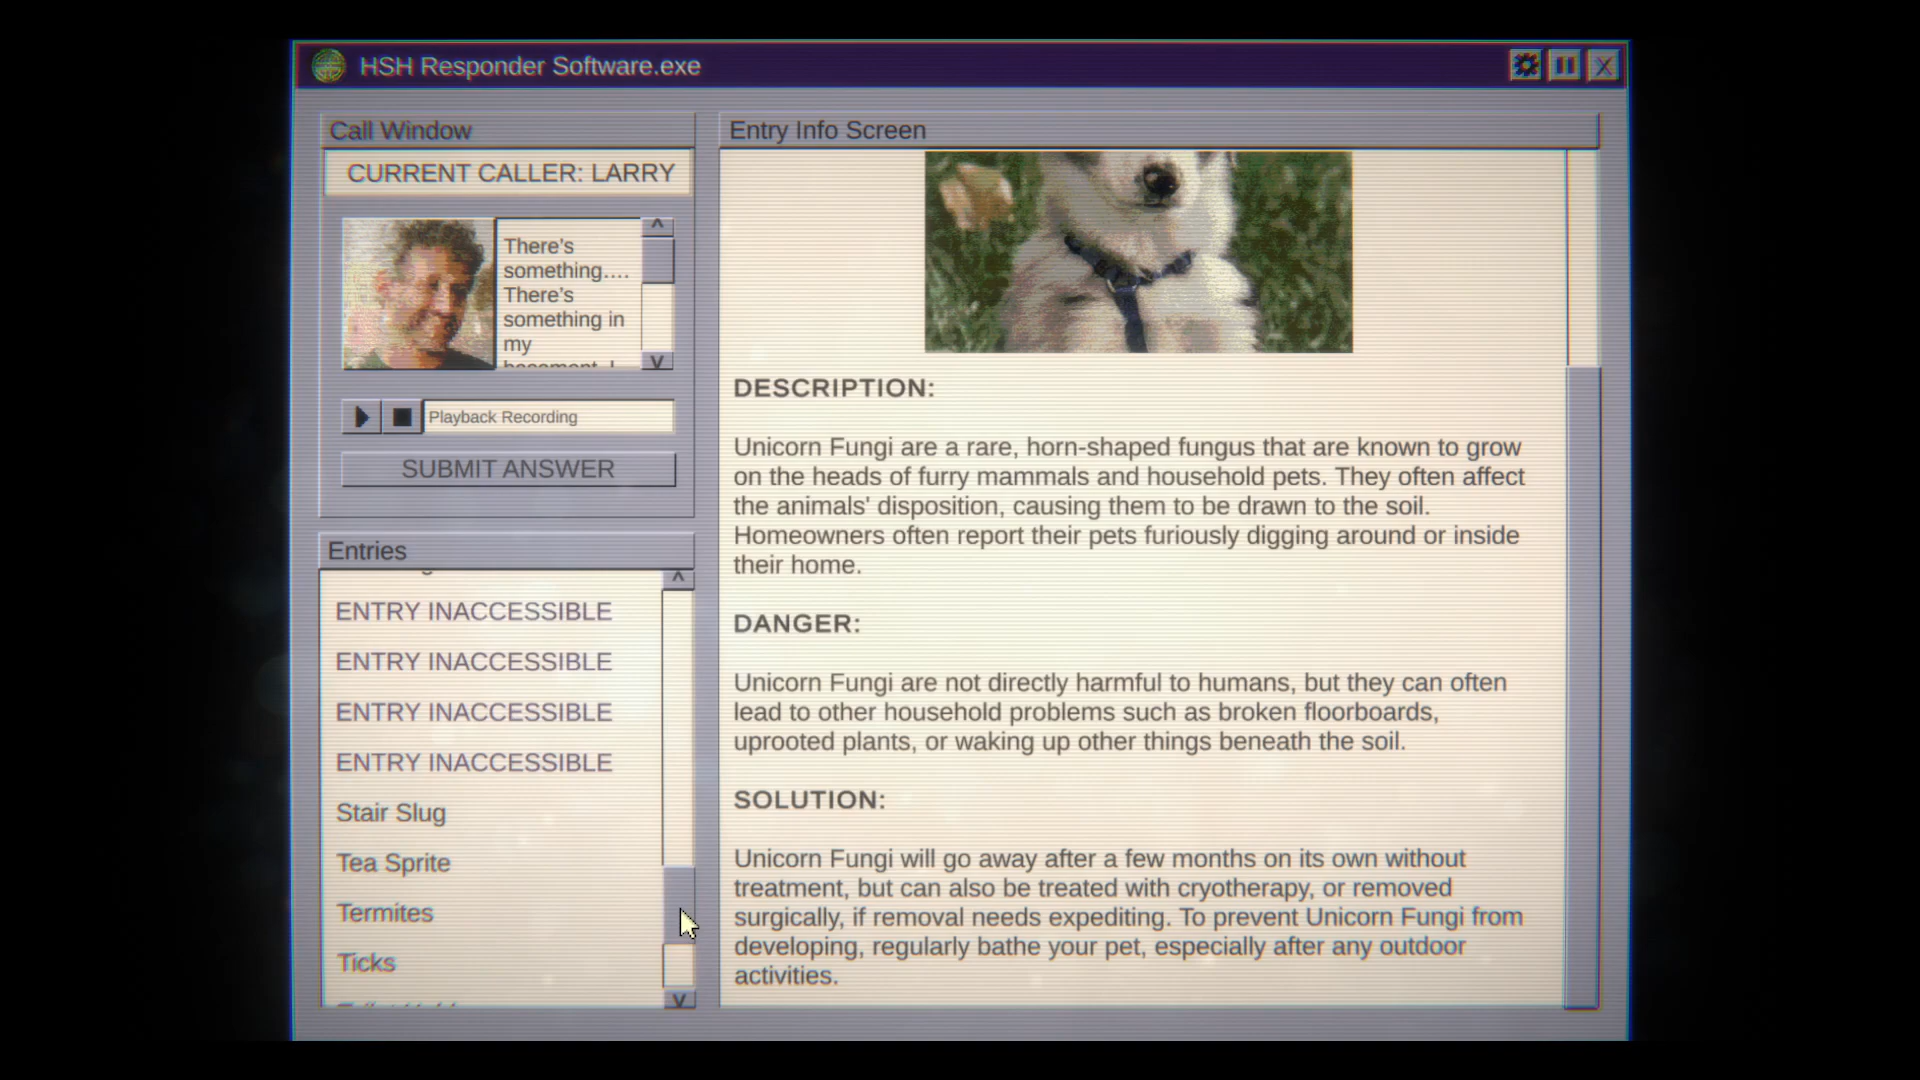 HSH Responder Software.exe
Call Window
CURRENT CALLER: LARRY
There's
something....
There's
something in
my
basement. I
Playback Recording
SUBMIT ANSWER
Entries
ENTRY INACCESSIBLE
ENTRY INACCESSIBLE
ENTRY INACCESSIBLE
ENTRY INACCESSIBLE
Stair Slug
Tea Sprite
Termites
Ticks
Entry Info Screen
DESCRIPTION:
Unicorn Fungi are a rare, horn-shaped fungus that are known to grow
on the heads of furry mammals and household pets. They often affect
the animals' disposition, causing them to be drawn to the soil.
Homeowners often report their pets furiously digging around or inside
their home.
DANGER:
Unicorn Fungi are not directly harmful to humans, but they can often
lead to other household problems such as broken floorboards,
uprooted plants, or waking up other things beneath the soil.
SOLUTION:
Unicorn Fungi will go away after a few months on its own without
treatment, but can also be treated with cryotherapy, or removed
surgically, if removal needs expediting. To prevent Unicorn Fungi from
developing, regularly bathe your pet, especially after any outdoor
activities.